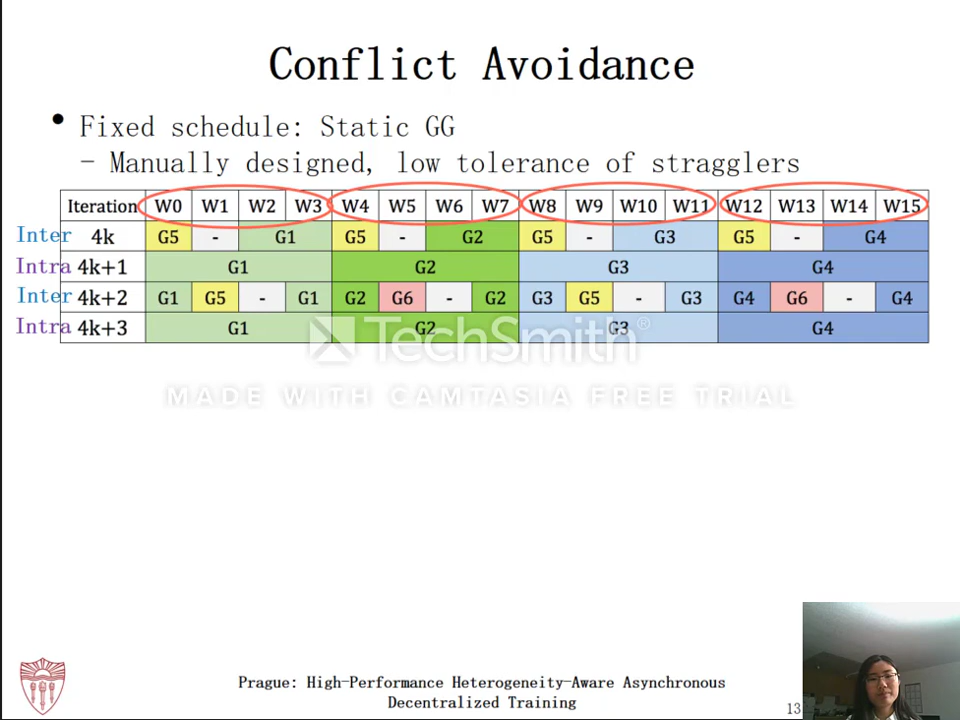 Conflict Avoidance
• Fixed schedule: Static GG
– Manually designed, low tolerance of stragglers
Iteration W0 W1 W2 W3 W4 W5 W6 W7 W8 W9 W10 W11 W12 W13 W14 W15
Inter 4k G5 - G1 G5 - G2 G5 - G3 G5 - G4
Intra 4k+1 G1 G2 G3 G4
Inter 4k+2 G1 G5 - G1 G2 G6 - G2 G3 G5 - G3 G4 G6 - G4
Intra 4k+3 G1 G2 G3 G4
TechSmith®
MADE WITH CAMTASIA FREE TRIAL
Prague: High-Performance Heterogeneity-Aware Asynchronous
Decentralized Training
13